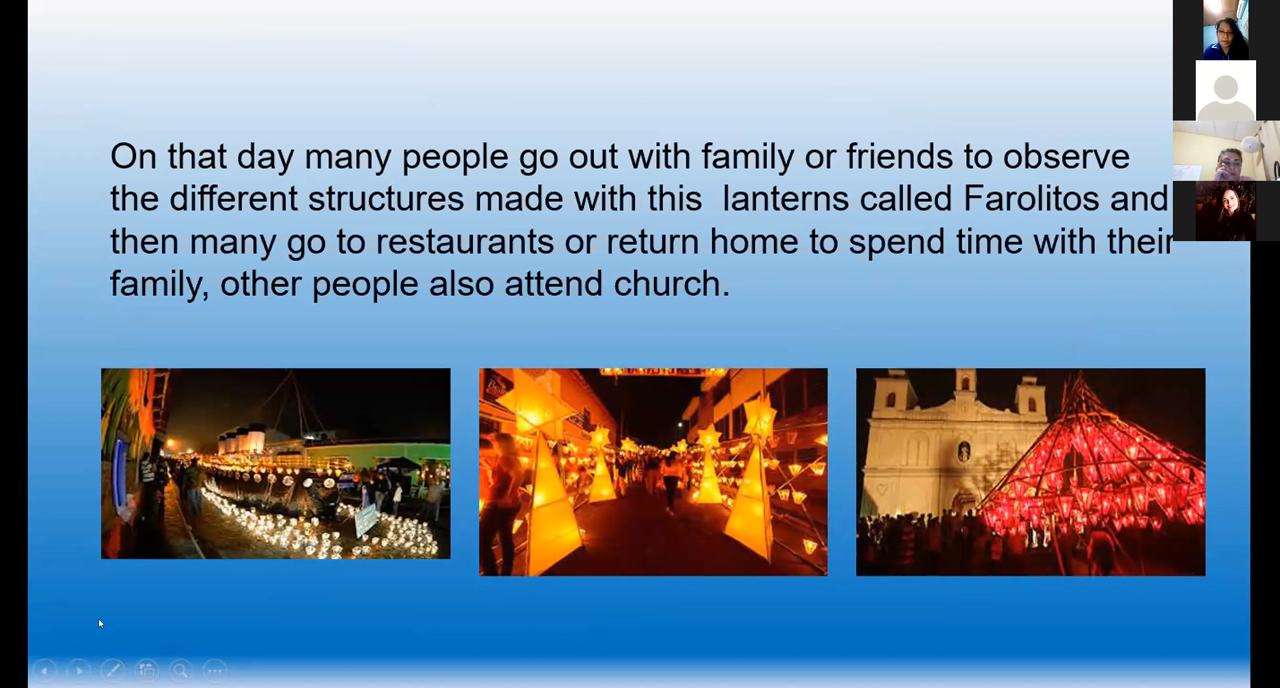 On that day many people go out with family or friends to observe
the different structures made with this lanterns called Farolitos and
then many go to restaurants or return home to spend time with their
family, other people also attend church.